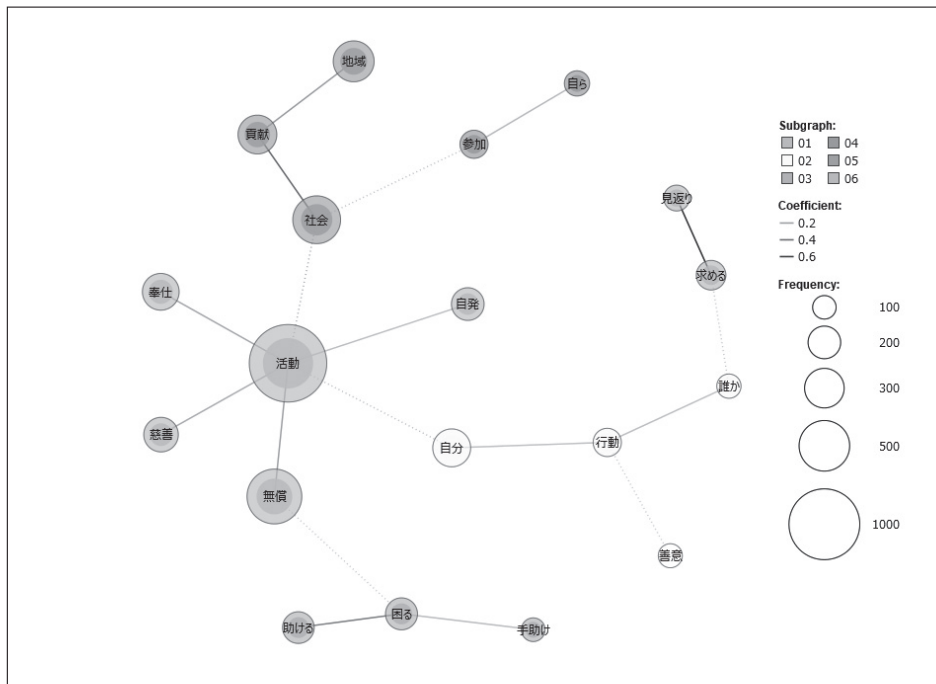 地域
自ら
貢献
参加
Subgraph:
01 04
02 05
03 06
見返り
Coefficient:
0.2
0.4
0.6
社会
求める
Frequency:
100
200
300
500
1000
奉仕
自発
活動
誰か
慈善
自分
行動
無償
善意
助ける
困る
手助け